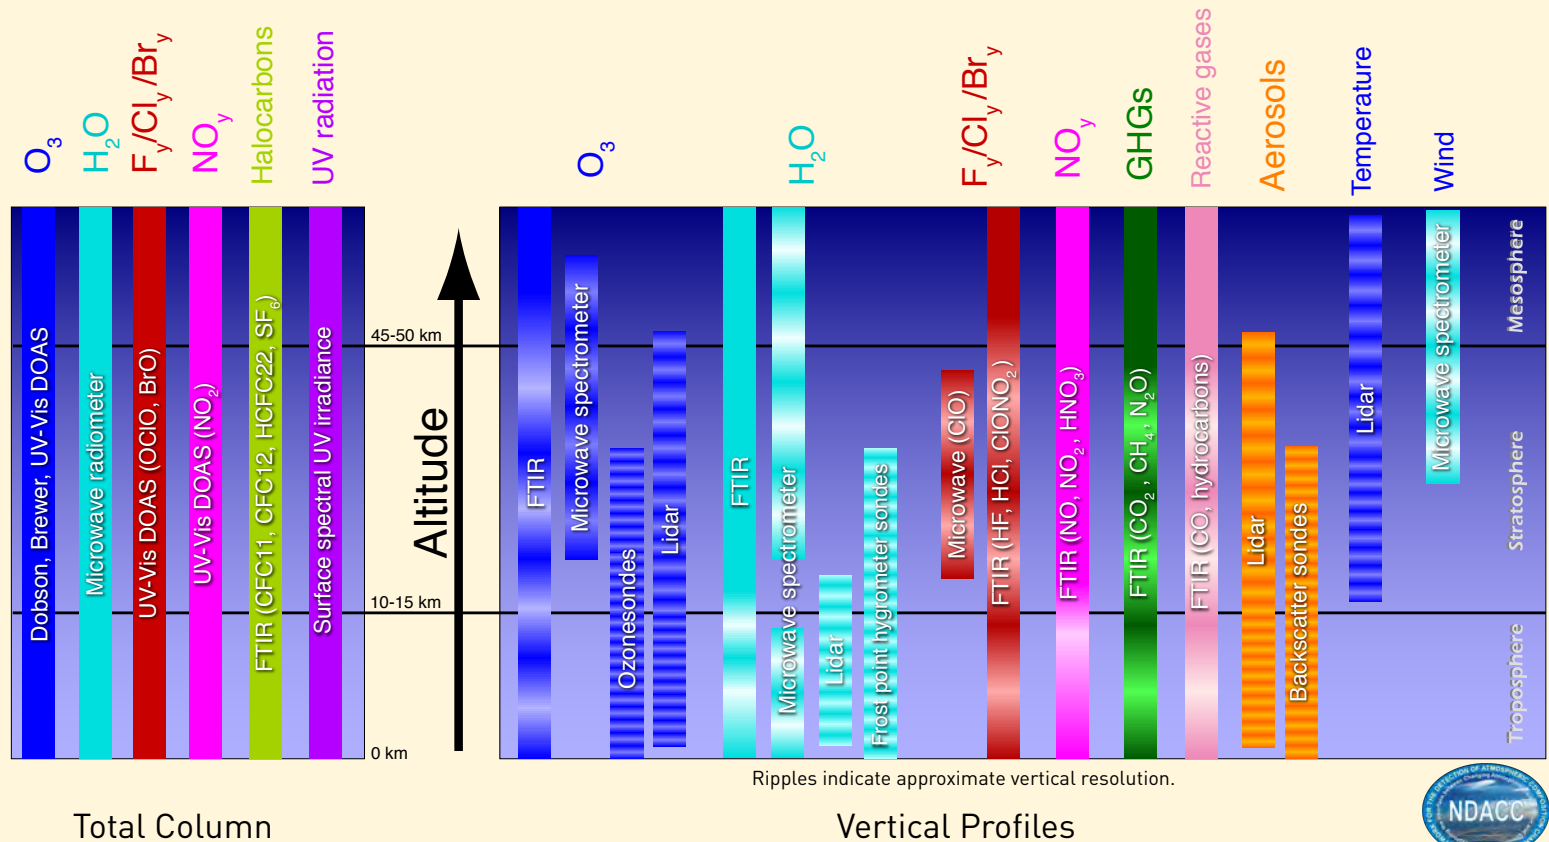 O₃
H₂O
Fy/Cly/Bry
NOy
Halocarbons
UV radiation
O₃
H₂O
Fy/Cly/Bry
NOy
GHGs
Reactive gases
Aerosols
Temperature
Wind
Dobson, Brewer, UV-Vis DOAS
Microwave radiometer
UV-Vis DOAS (OClO, BrO)
UV-Vis DOAS (NO₂)
FTIR (CFC11, CFC12, HCFC22, SF₆)
Surface spectral UV irradiance
45-50 km
10-15 km
0 km
Altitude
FTIR
Microwave spectrometer
Ozonesondes
Lidar
FTIR
Microwave spectrometer
Lidar
Frost point hygrometer sondes
Microwave (ClO)
FTIR (HF, HCl, ClONO₂)
FTIR (NO, NO₂, HNO₃)
FTIR (CO₂, CH₄, N₂O)
FTIR (CO, hydrocarbons)
Lidar
Backscatter sondes
Lidar
Microwave spectrometer
Mesosphere
Stratosphere
Troposphere
Ripples indicate approximate vertical resolution.
Total Column
Vertical Profiles
NDACC